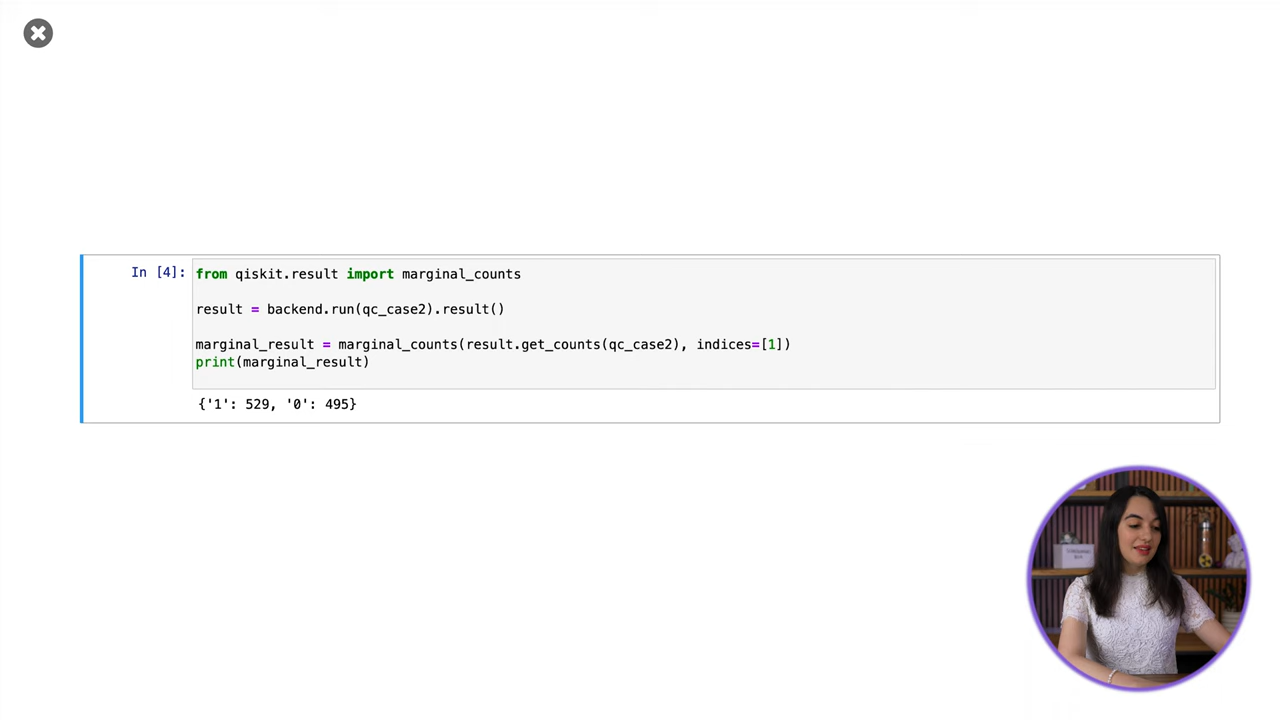 In [4]:
from qiskit.result import marginal_counts
result = backend.run(qc_case2).result()
marginal_result = marginal_counts(result.get_counts(qc_case2), indices=[1])
print(marginal_result)
{'1': 529, '0': 495}